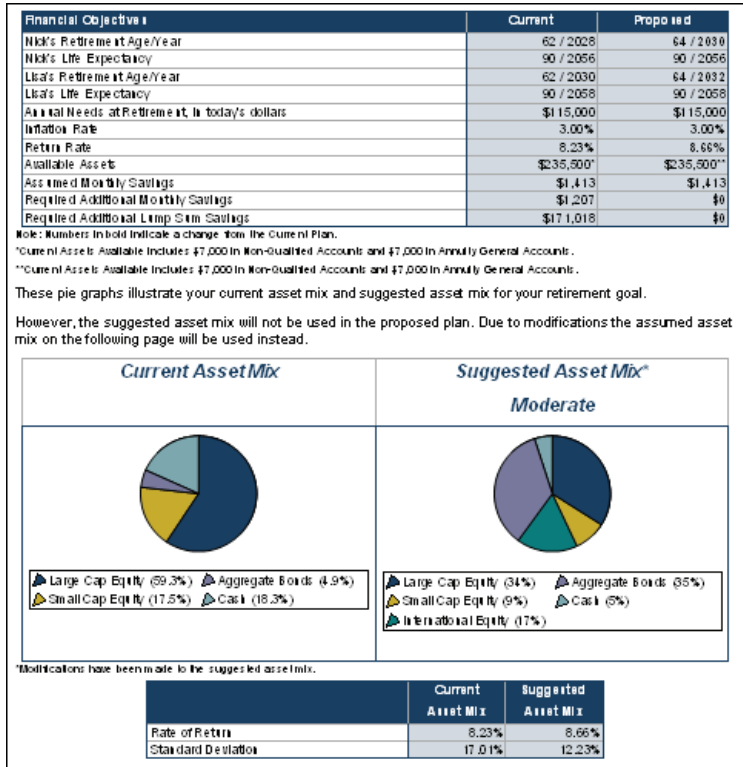 Financial Objectives Current Proposed
Nick's Retirement Age/Year 62 / 2028 64 / 2030
Nick's Life Expectancy 90 / 2056 90 / 2056
Lisa's Retirement Age/Year 62 / 2030 64 / 2032
Lisa's Life Expectancy 90 / 2058 90 / 2058
Annual Needs at Retirement, in today's dollars $115,000 $115,000
Inflation Rate 3.00% 3.00%
Return Rate 8.23% 8.66%
Available Assets $235,500* $235,500**
Assumed Monthly Savings $1,413 $1,413
Required Additional Monthly Savings $1,207 $0
Required Additional Lump Sum Savings $171,018 $0
Note: Numbers in bold indicate a change from the Current Plan.
*Current Assets Available includes $7,000 in Non-Qualified Accounts and $7,000 in Annuity General Accounts.
**Current Assets Available includes $7,000 in Non-Qualified Accounts and $7,000 in Annuity General Accounts.
These pie graphs illustrate your current asset mix and suggested asset mix for your retirement goal.
However, the suggested asset mix will not be used in the proposed plan. Due to modifications the assumed asset
mix on the following page will be used instead.
Current Asset Mix
Suggested Asset Mix*
Moderate
Large Cap Equity (59.3%) Aggregate Bonds (4.9%)
Small Cap Equity (17.5%) Cash (18.3%)
Large Cap Equity (34%) Aggregate Bonds (35%)
Small Cap Equity (9%) Cash (5%)
International Equity (17%)
*Modifications have been made to the suggested asset mix.
Current Asset Mix Suggested Asset Mix
Rate of Return 8.23% 8.66%
Standard Deviation 17.01% 12.23%